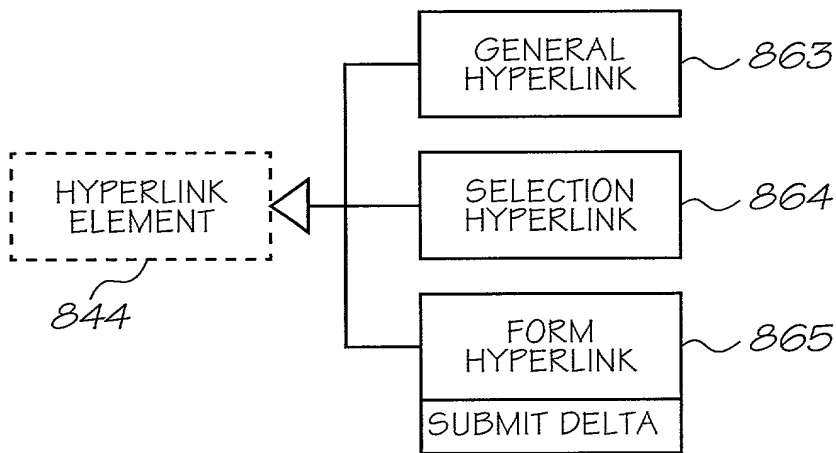 GENERAL
HYPERLINK
863
HYPERLINK
ELEMENT
844
SELECTION
HYPERLINK
864
FORM
HYPERLINK
865
SUBMIT DELTA